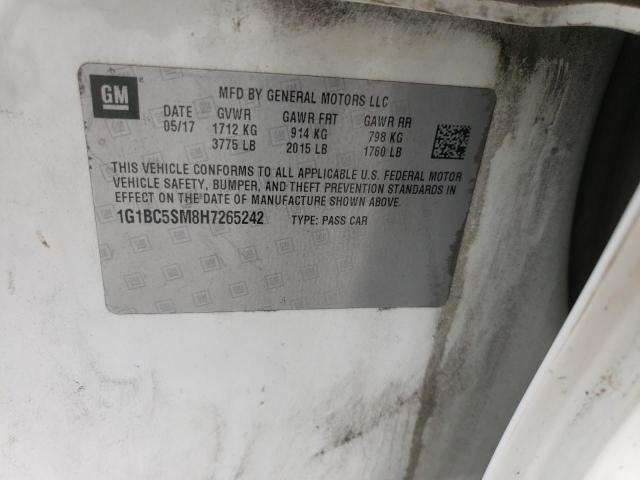 GM
MFD BY GENERAL MOTORS LLC
DATE GVWR GAWR FRT GAWR RR
05/17 1712 KG 914 KG 798 KG
3775 LB 2015 LB 1760 LB
THIS VEHICLE CONFORMS TO ALL APPLICABLE U.S. FEDERAL MOTOR
VEHICLE SAFETY, BUMPER, AND THEFT PREVENTION STANDARDS IN
EFFECT ON THE DATE OF MANUFACTURE SHOWN ABOVE.
1G1BC5SM8H7265242 TYPE: PASS CAR